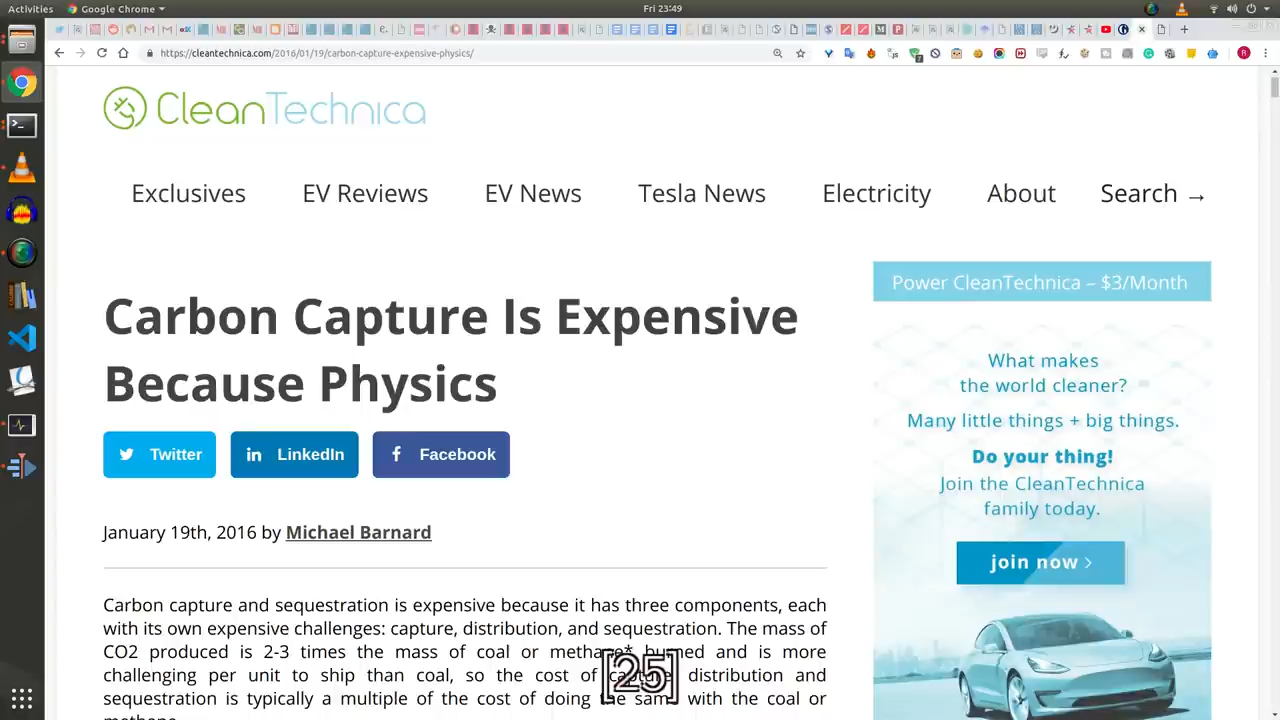 Activities
Google Chrome
Fri 23:49
https://cleantechnica.com/2016/01/19/carbon-capture-expensive-physics/
CleanTechnica
Exclusives
EV Reviews
EV News
Tesla News
Electricity
About
Search →
Carbon Capture Is Expensive
Because Physics
Twitter
LinkedIn
Facebook
January 19th, 2016 by Michael Barnard
Carbon capture and sequestration is expensive because it has three components, each
with its own expensive challenges: capture, distribution, and sequestration. The mass of
CO2 produced is 2-3 times the mass of coal or methane* burned and is more
challenging per unit to ship than coal, so the cost of capture distribution and
sequestration is typically a multiple of the cost of doing the same with the coal or
methane.
[25]
Power CleanTechnica – $3/Month
What makes
the world cleaner?
Many little things + big things.
Do your thing!
Join the CleanTechnica
family today.
join now >